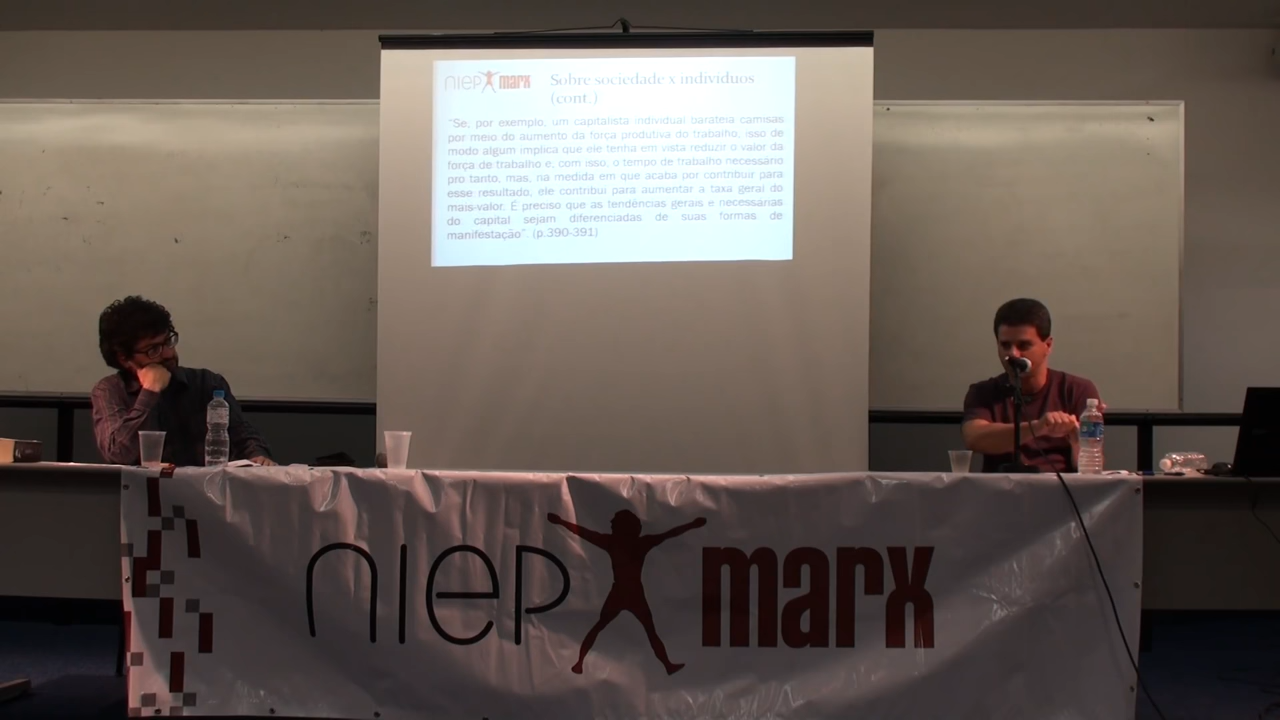 NIEP marx
Sobre sociedade x indivíduos
(cont.)
"Se, por exemplo, um capitalista individual barateia camisas
por meio do aumento da força produtiva do trabalho, isso de
modo algum implica que ele tenha em vista reduzir o valor da
força de trabalho e, com isso, o tempo de trabalho necessário
pro tanto, mas, na medida em que acaba por contribuir para
esse resultado, ele contribui para aumentar a taxa geral do
mais-valor. É preciso que as tendências gerais e necessárias
do capital sejam diferenciadas de suas formas de
manifestação". (p.390-391)
NIEP marx